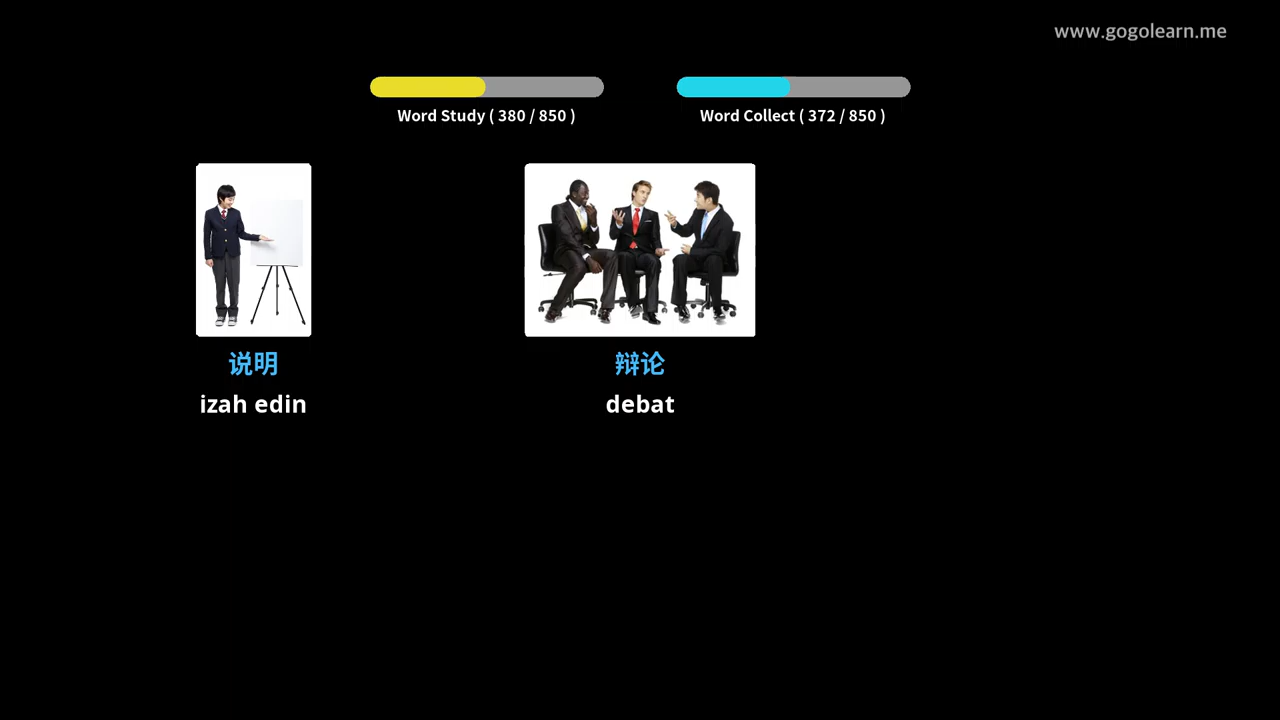 www.gogolearn.me
Word Study ( 380 / 850 )
Word Collect ( 372 / 850 )
说明
辩论
izah edin
debat